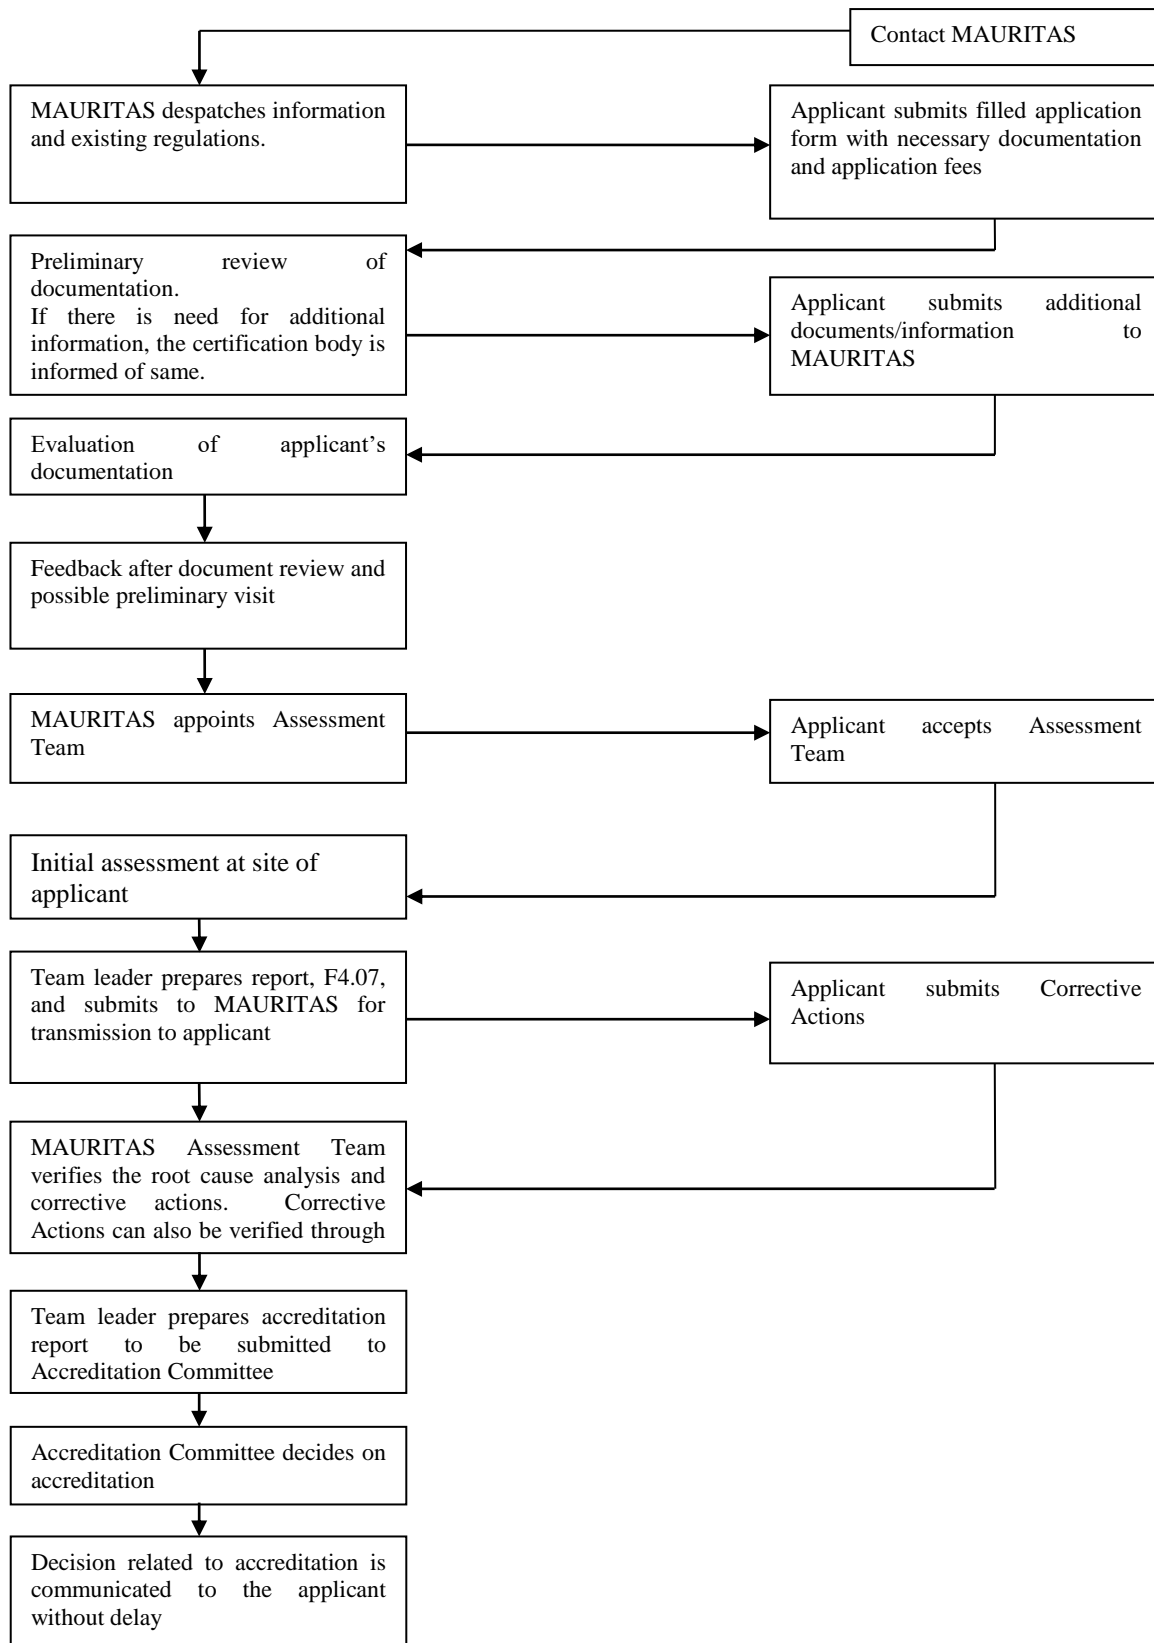 Contact MAURITAS
MAURITAS despatches information
and existing regulations.
Applicant submits filled application
form with necessary documentation
and application fees
Preliminary review of
documentation.
If there is need for additional
information, the certification body is
informed of same.
Applicant submits additional
documents/information to
MAURITAS
Evaluation of applicant’s
documentation
Feedback after document review and
possible preliminary visit
MAURITAS appoints Assessment
Team
Applicant accepts Assessment
Team
Initial assessment at site of
applicant
Team leader prepares report, F4.07,
and submits to MAURITAS for
transmission to applicant
Applicant submits Corrective
Actions
MAURITAS Assessment Team
verifies the root cause analysis and
corrective actions. Corrective
Actions can also be verified through
Team leader prepares accreditation
report to be submitted to
Accreditation Committee
Accreditation Committee decides on
accreditation
Decision related to accreditation is
communicated to the applicant
without delay